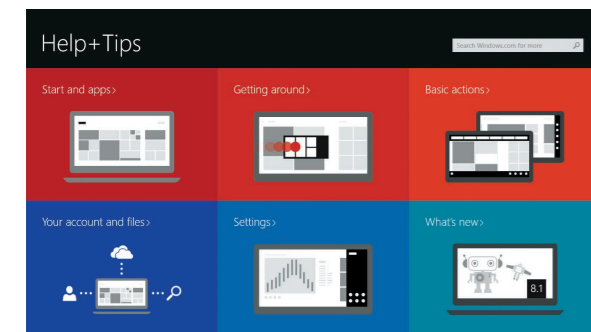 Help+Tips
Search Windows.com for more
Start and apps>
Getting around>
Basic actions>
Your account and files>
Settings>
What's new>
8.1